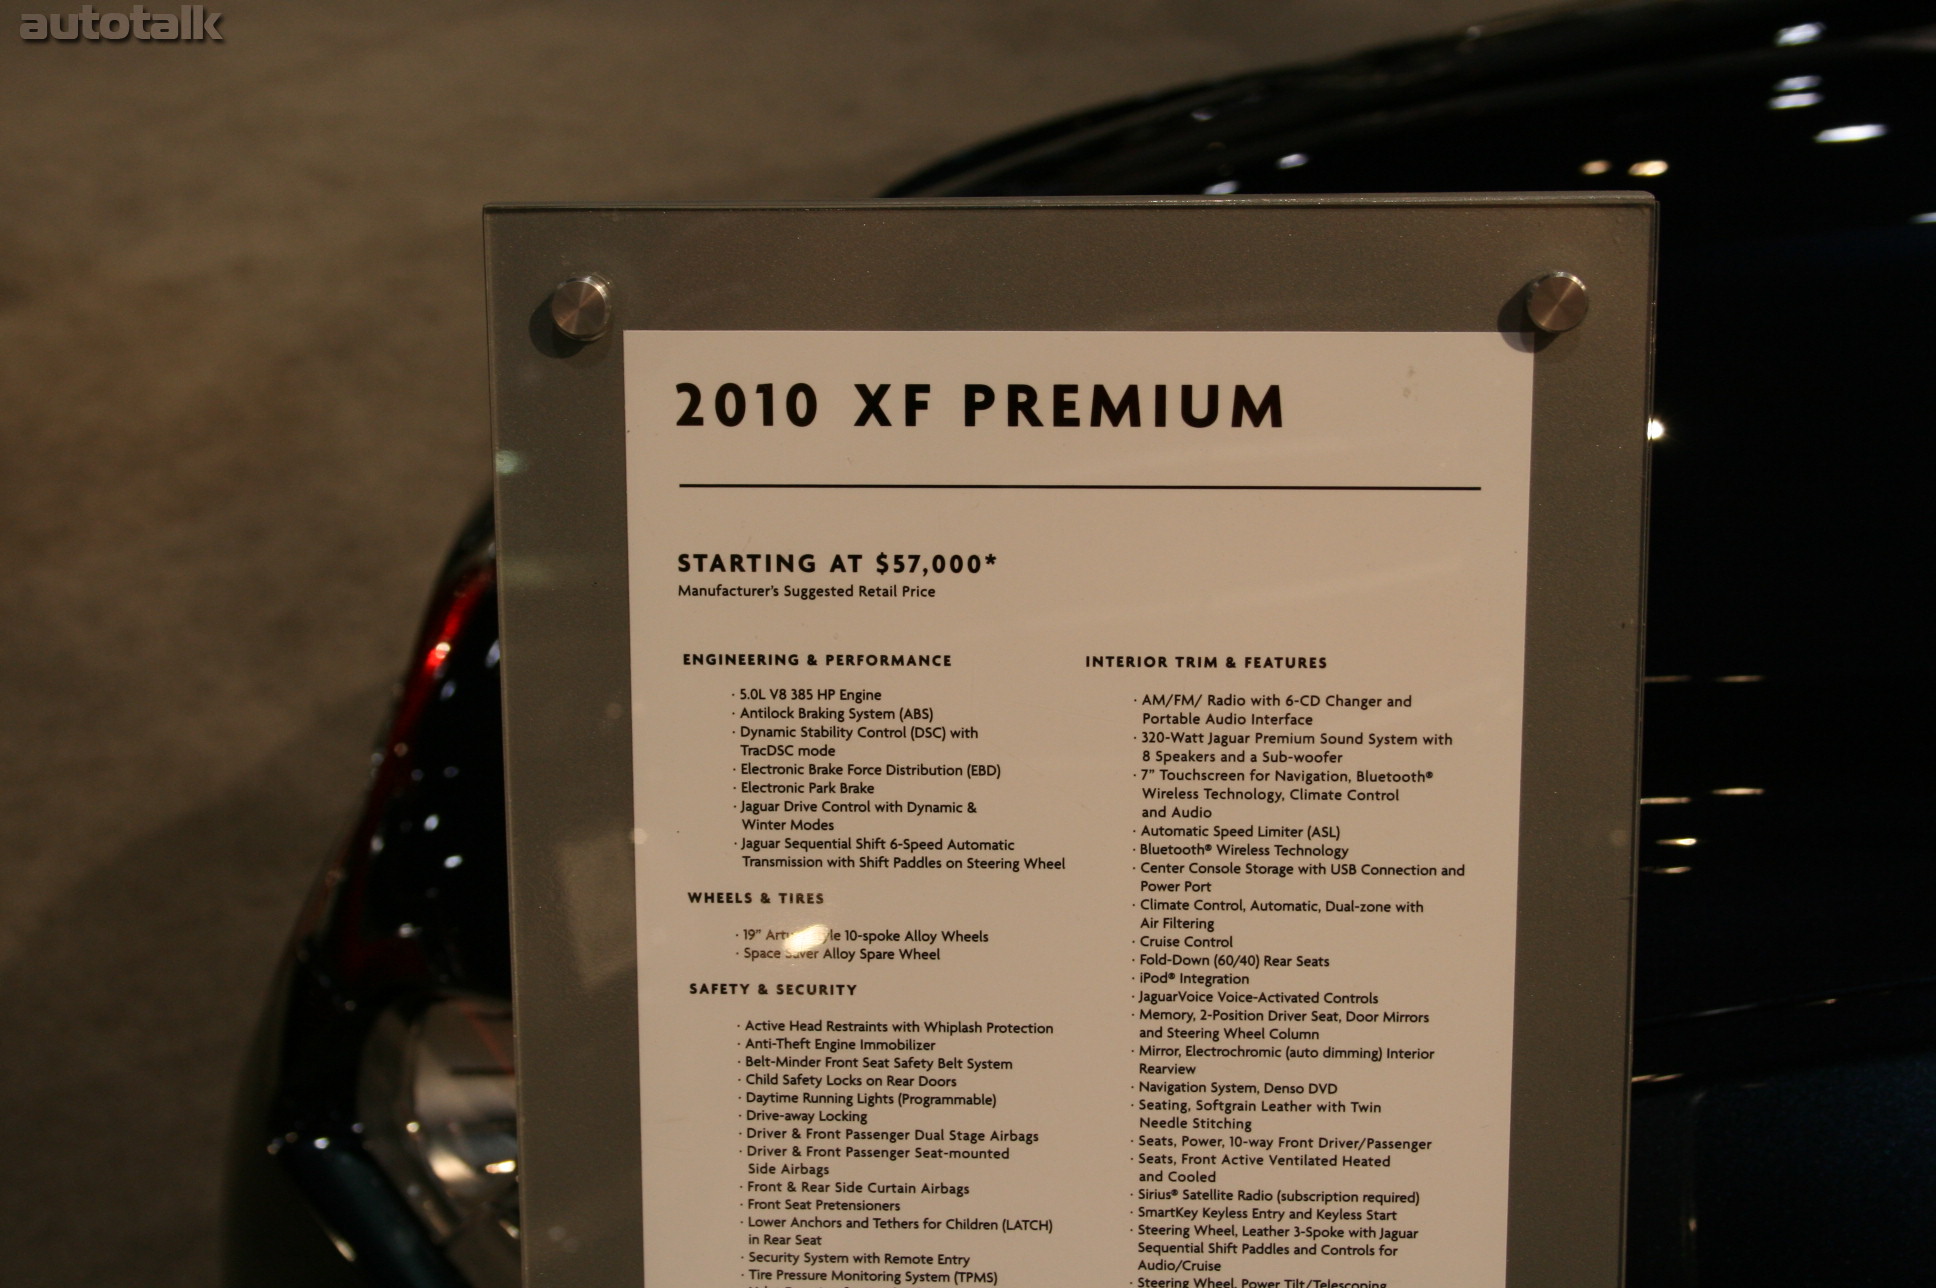 autotalk
2010 XF PREMIUM
STARTING AT $57,000*
Manufacturer's Suggested Retail Price
ENGINEERING & PERFORMANCE
· 5.0L V8 385 HP Engine
· Antilock Braking System (ABS)
· Dynamic Stability Control (DSC) with
TracDSC mode
· Electronic Brake Force Distribution (EBD)
· Electronic Park Brake
· Jaguar Drive Control with Dynamic &
Winter Modes
· Jaguar Sequential Shift 6-Speed Automatic
Transmission with Shift Paddles on Steering Wheel
WHEELS & TIRES
· 19" 10-spoke Alloy Wheels
· Space Saver Alloy Spare Wheel
SAFETY & SECURITY
· Active Head Restraints with Whiplash Protection
· Anti-Theft Engine Immobilizer
· Belt-Minder Front Seat Safety Belt System
· Child Safety Locks on Rear Doors
· Daytime Running Lights (Programmable)
· Drive-away Locking
· Driver & Front Passenger Dual Stage Airbags
· Driver & Front Passenger Seat-mounted
Side Airbags
· Front & Rear Side Curtain Airbags
· Front Seat Pretensioners
· Lower Anchors and Tethers for Children (LATCH)
in Rear Seat
· Security System with Remote Entry
· Tire Pressure Monitoring System (TPMS)
INTERIOR TRIM & FEATURES
· AM/FM/ Radio with 6-CD Changer and
Portable Audio Interface
· 320-Watt Jaguar Premium Sound System with
8 Speakers and a Sub-woofer
· 7" Touchscreen for Navigation, Bluetooth®
Wireless Technology, Climate Control
and Audio
· Automatic Speed Limiter (ASL)
· Bluetooth® Wireless Technology
· Center Console Storage with USB Connection and
Power Port
· Climate Control, Automatic, Dual-zone with
Air Filtering
· Cruise Control
· Fold-Down (60/40) Rear Seats
· iPod® Integration
· JaguarVoice Voice-Activated Controls
· Memory, 2-Position Driver Seat, Door Mirrors
and Steering Wheel Column
· Mirror, Electrochromic (auto dimming) Interior
Rearview
· Navigation System, Denso DVD
· Seating, Softgrain Leather with Twin
Needle Stitching
· Seats, Power, 10-way Front Driver/Passenger
· Seats, Front Active Ventilated Heated
and Cooled
· Sirius® Satellite Radio (subscription required)
· SmartKey Keyless Entry and Keyless Start
· Steering Wheel, Leather 3-Spoke with Jaguar
Sequential Shift Paddles and Controls for
Audio/Cruise
· Steering Wheel, Power Tilt/Telescoping